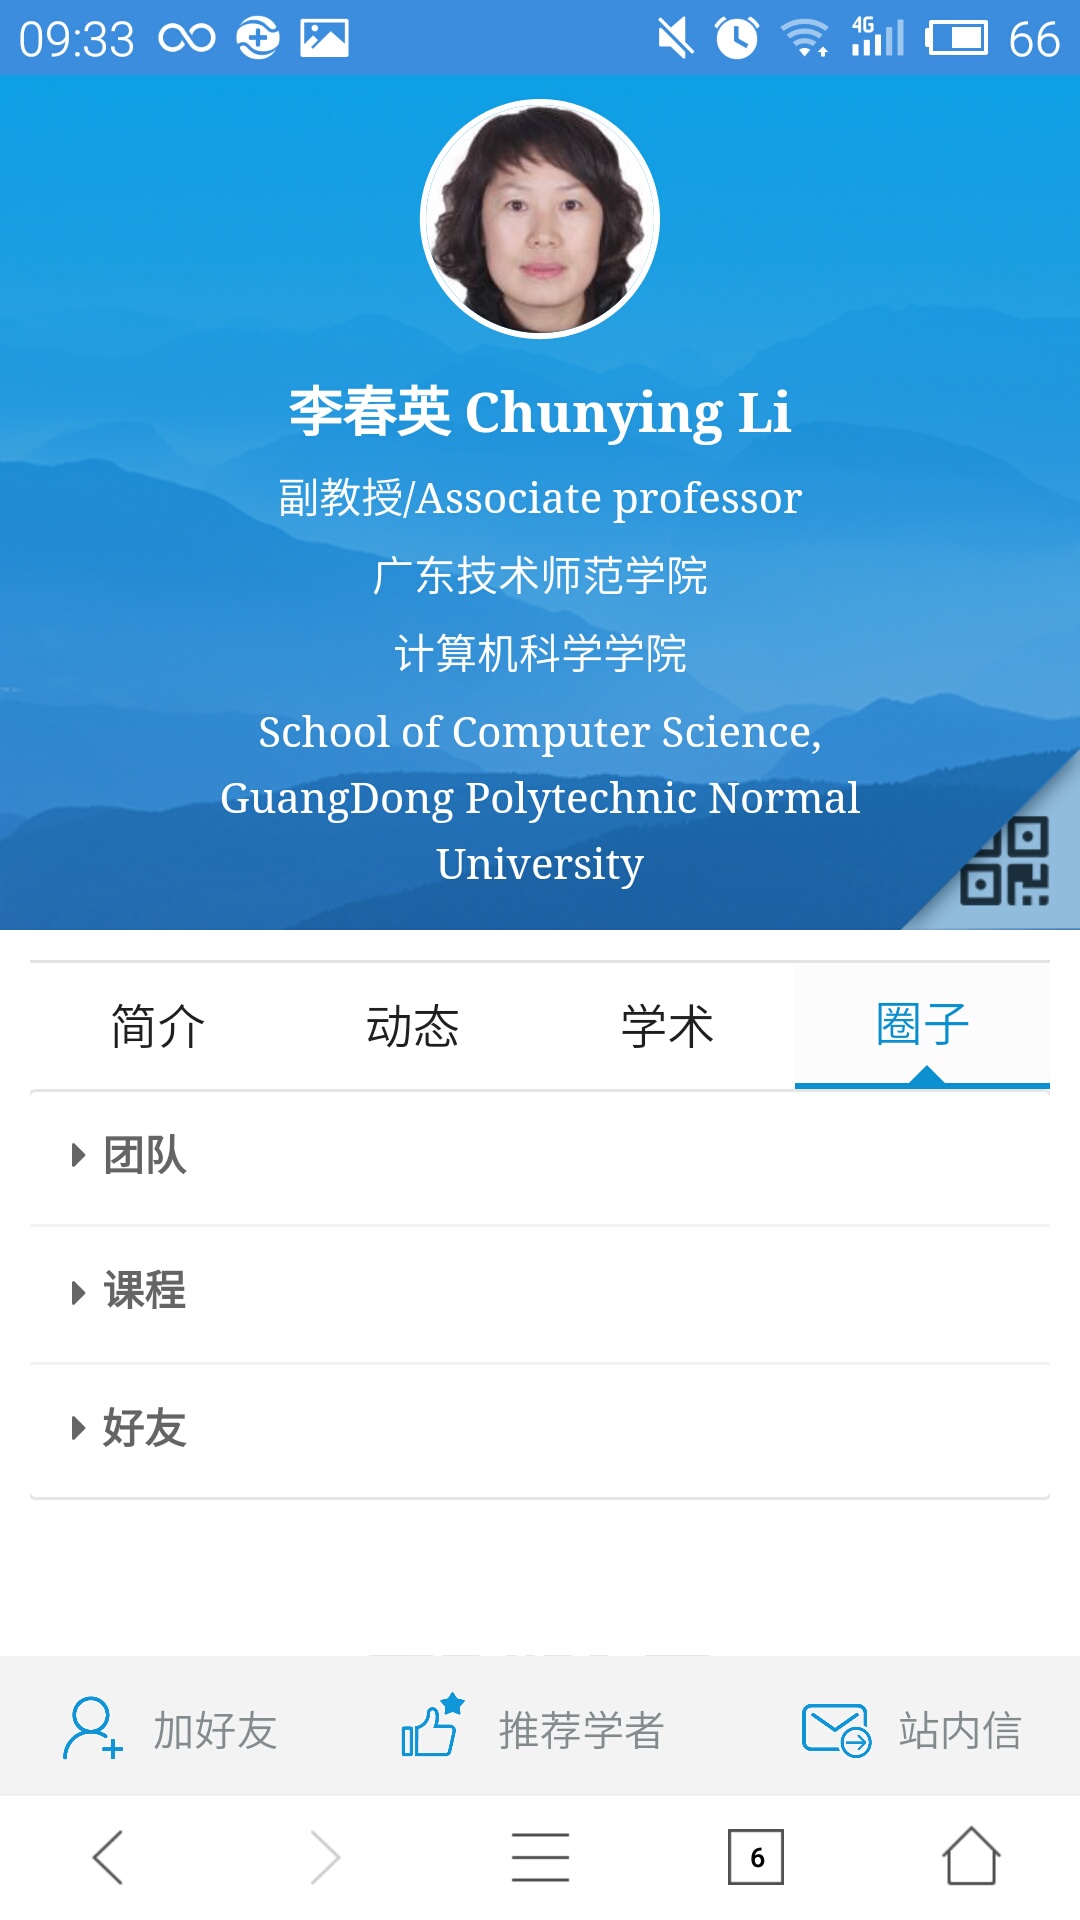 09:33
4G
66
李春英 Chunying Li
副教授/Associate professor
广东技术师范学院
计算机科学学院
School of Computer Science,
GuangDong Polytechnic Normal
University
简介 动态 学术 圈子
团队
课程
好友
加好友 推荐学者 站内信
6